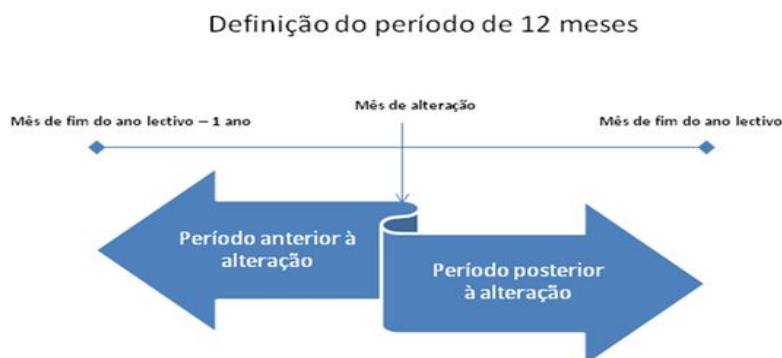 Definição do período de 12 meses
Mês de alteração
Mês de fim do ano lectivo – 1 ano
Mês de fim do ano lectivo
Período anterior à
alteração
Período posterior
à alteração